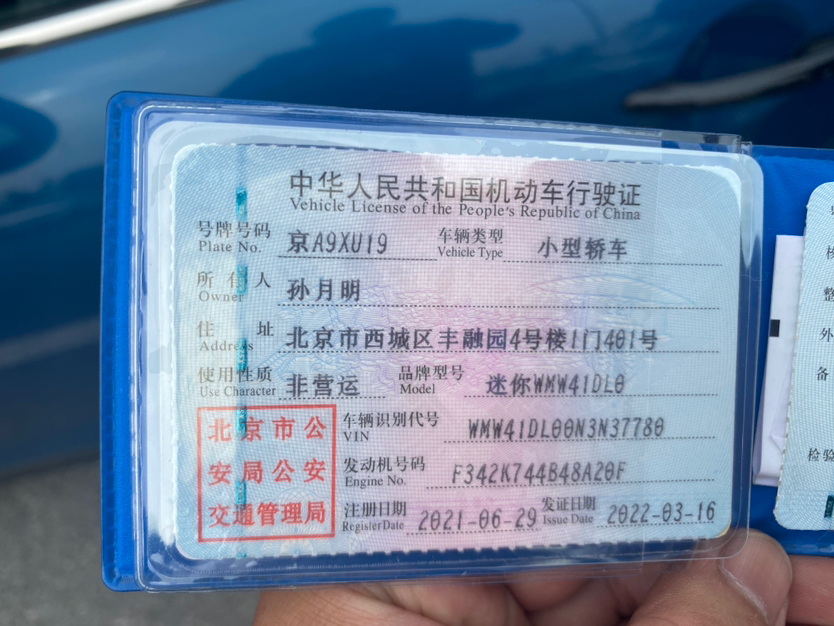 中华人民共和国机动车行驶证
Vehicle License of the People's Republic of China
号牌号码 京A9XU19 车辆类型 小型轿车
Plate No. Vehicle Type
所有人 孙月明
Owner
住址 北京市西城区丰融园4号楼1门401号
Address
使用性质 非营运 品牌型号 迷你WMW41DL0
Use Character Model
北京市公
安局公安
交通管理局
车辆识别代号 WMW41DL00N3N37780
VIN
发动机号码 F342K744B48A20F
Engine No.
注册日期 2021-06-29 发证日期 2022-03-16
Register Date Issue Date
整
外
备
检验